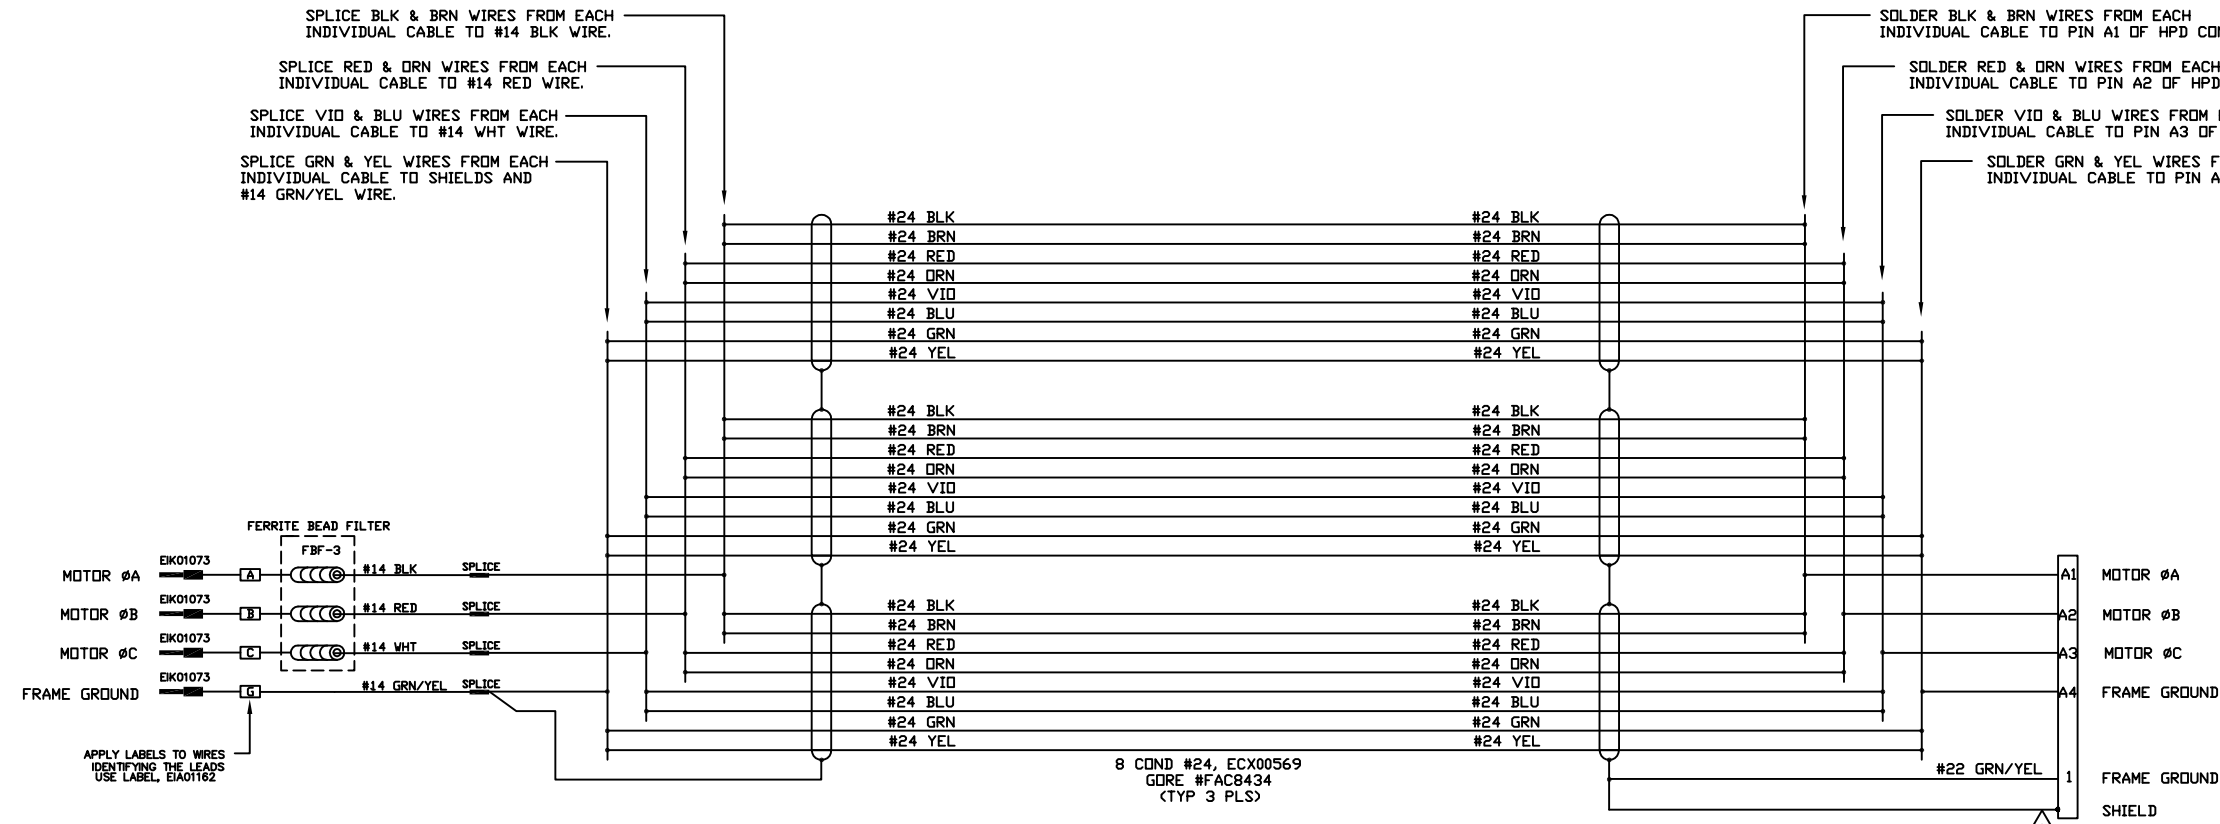 SPLICE BLK & BRN WIRES FROM EACH
INDIVIDUAL CABLE TO #14 BLK WIRE.
SPLICE RED & ORN WIRES FROM EACH
INDIVIDUAL CABLE TO #14 RED WIRE.
SPLICE VIO & BLU WIRES FROM EACH
INDIVIDUAL CABLE TO #14 WHT WIRE.
SPLICE GRN & YEL WIRES FROM EACH
INDIVIDUAL CABLE TO SHIELDS AND
#14 GRN/YEL WIRE.
SOLDER BLK & BRN WIRES FROM EACH
INDIVIDUAL CABLE TO PIN A1 OF HPD
SOLDER RED & ORN WIRES FROM EACH
INDIVIDUAL CABLE TO PIN A2 OF HPD
SOLDER VIO & BLU WIRES FROM
INDIVIDUAL CABLE TO PIN A3 OF
SOLDER GRN & YEL WIRES
INDIVIDUAL CABLE TO PIN
#24 BLK #24 BLK
#24 BRN #24 BRN
#24 RED #24 RED
#24 ORN #24 ORN
#24 VIO #24 VIO
#24 BLU #24 BLU
#24 GRN #24 GRN
#24 YEL #24 YEL
#24 BLK #24 BLK
#24 BRN #24 BRN
#24 RED #24 RED
#24 ORN #24 ORN
#24 VIO #24 VIO
#24 BLU #24 BLU
#24 GRN #24 GRN
#24 YEL #24 YEL
#24 BLK #24 BLK
#24 BRN #24 BRN
#24 RED #24 RED
#24 ORN #24 ORN
#24 VIO #24 VIO
#24 BLU #24 BLU
#24 GRN #24 GRN
#24 YEL #24 YEL
FERRITE BEAD FILTER
FBF-3
MOTOR ØA EIK01073 A #14 BLK SPLICE
MOTOR ØB EIK01073 B #14 RED SPLICE
MOTOR ØC EIK01073 C #14 WHT SPLICE
FRAME GROUND EIK01073 G #14 GRN/YEL SPLICE
APPLY LABELS TO WIRES
IDENTIFYING THE LEADS
USE LABEL, EIA01162
8 COND #24, ECX00569
GORE #FAC8434
(TYP 3 PLS)
A1 MOTOR ØA
A2 MOTOR ØB
A3 MOTOR ØC
A4 FRAME GROUND
#22 GRN/YEL 1 FRAME GROUND
SHIELD